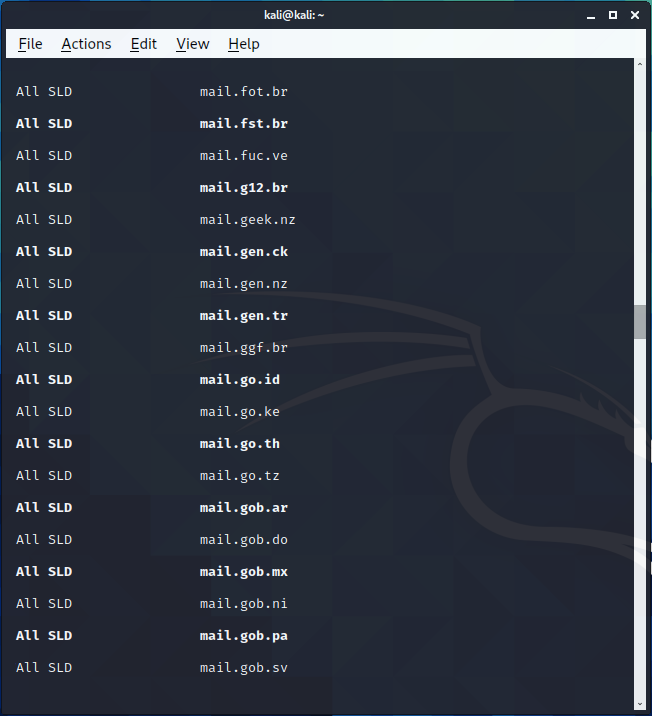 kali@kali: ~
File Actions Edit View Help
All SLD mail.fot.br
All SLD mail.fst.br
All SLD mail.fuc.ve
All SLD mail.g12.br
All SLD mail.geek.nz
All SLD mail.gen.ck
All SLD mail.gen.nz
All SLD mail.gen.tr
All SLD mail.ggf.br
All SLD mail.go.id
All SLD mail.go.ke
All SLD mail.go.th
All SLD mail.go.tz
All SLD mail.gob.ar
All SLD mail.gob.do
All SLD mail.gob.mx
All SLD mail.gob.ni
All SLD mail.gob.pa
All SLD mail.gob.sv